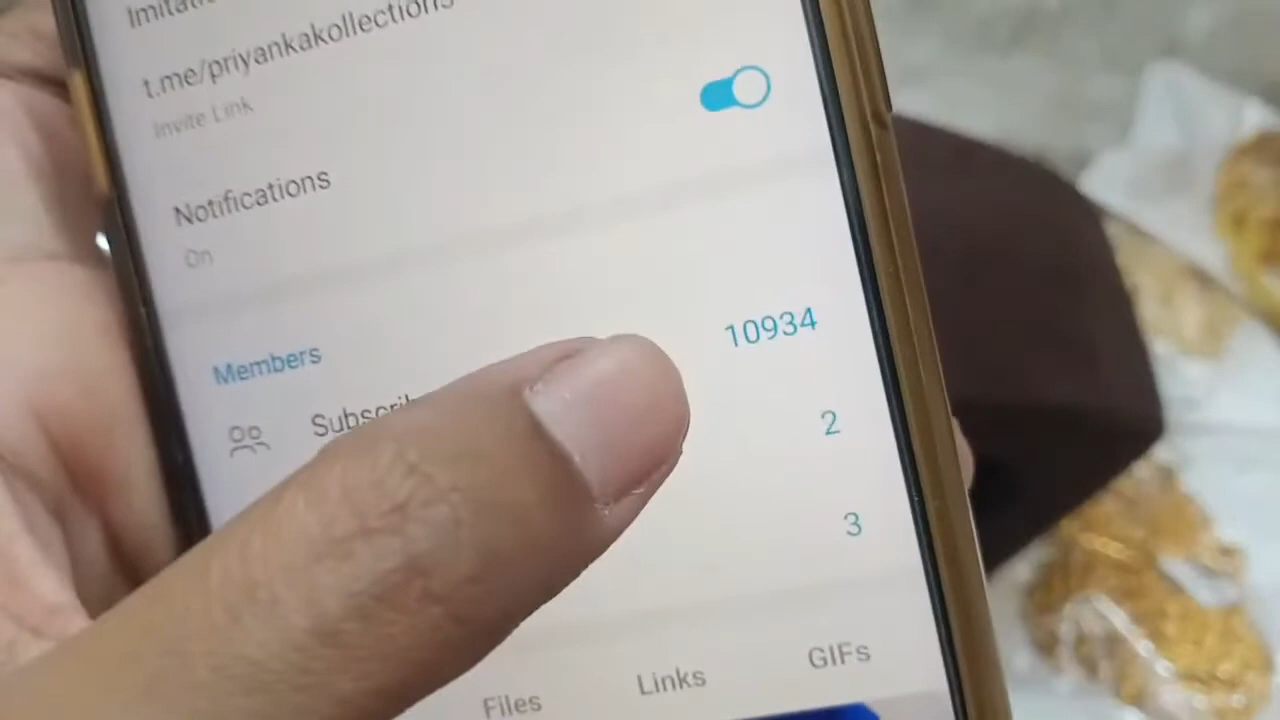 t.me/priyankakollections
Invite Link
Notifications
On
Members
10934
2
3
Files Links GIFs